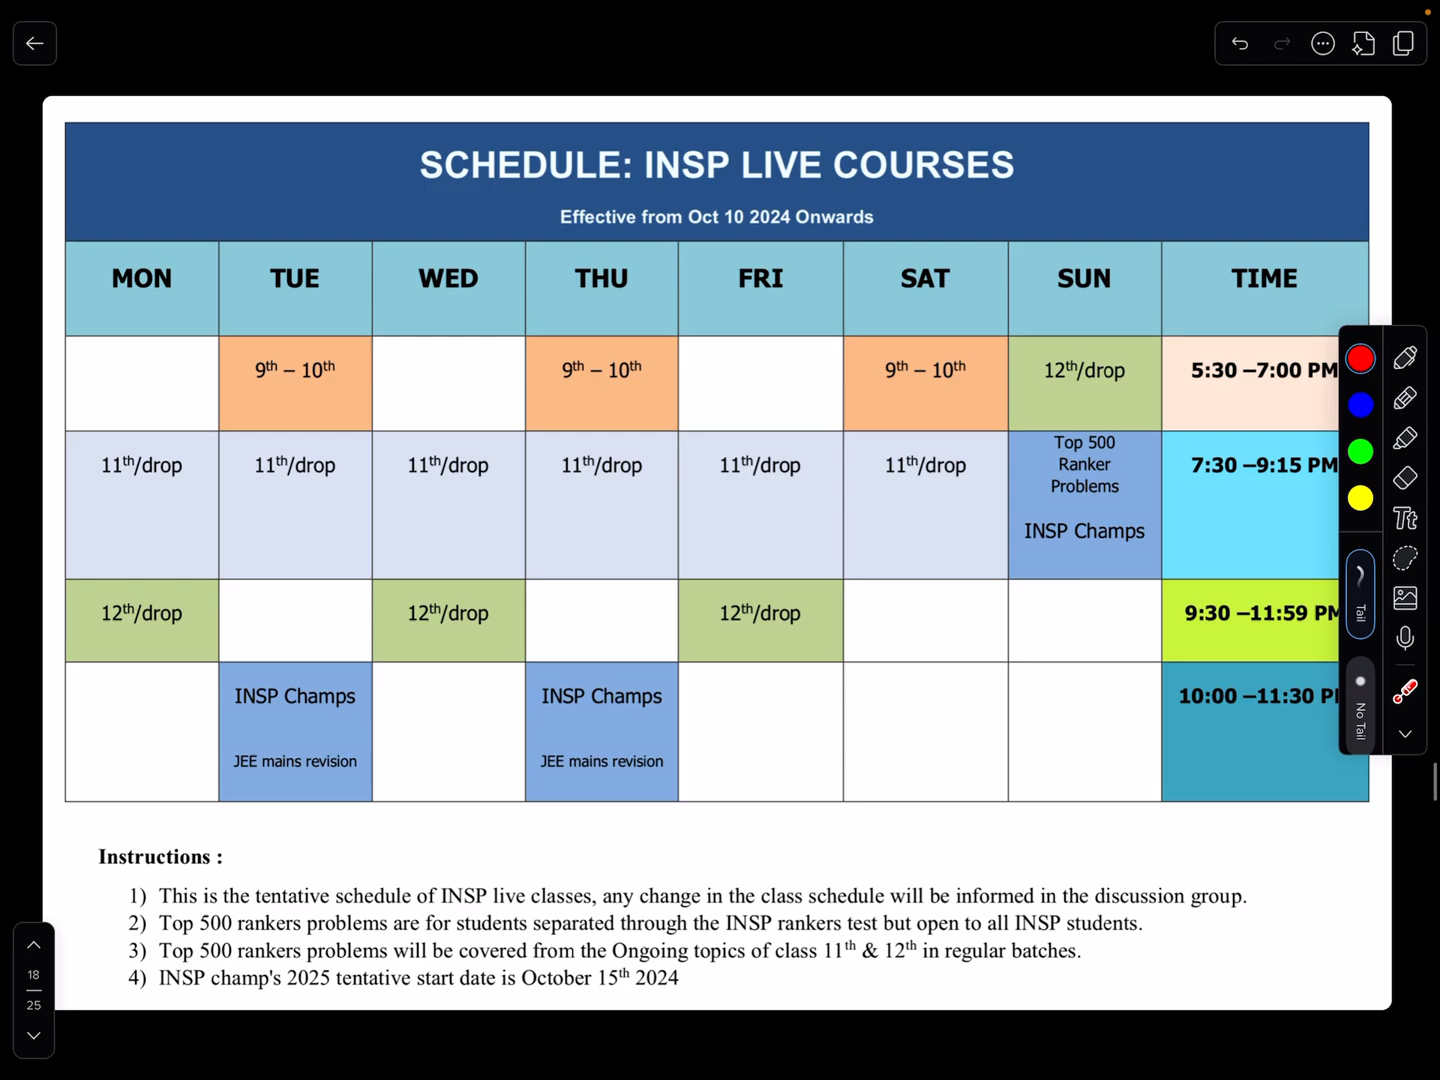 SCHEDULE: INSP LIVE COURSES
Effective from Oct 10 2024 Onwards
MON TUE WED THU FRI SAT SUN TIME
9th – 10th 9th – 10th 9th – 10th 12th/drop 5:30 –7:00 PM
11th/drop 11th/drop 11th/drop 11th/drop 11th/drop 11th/drop Top 500
Ranker
Problems
INSP Champs 7:30 –9:15 PM
12th/drop 12th/drop 12th/drop 9:30 –11:59 PM
INSP Champs INSP Champs 10:00 –11:30
JEE mains revision JEE mains revision
Instructions :
1) This is the tentative schedule of INSP live classes, any change in the class schedule will be informed in the discussion group.
2) Top 500 rankers problems are for students separated through the INSP rankers test but open to all INSP students.
3) Top 500 rankers problems will be covered from the Ongoing topics of class 11th & 12th in regular batches.
4) INSP champ's 2025 tentative start date is October 15th 2024
18
25
Tt
Tail
No Tail